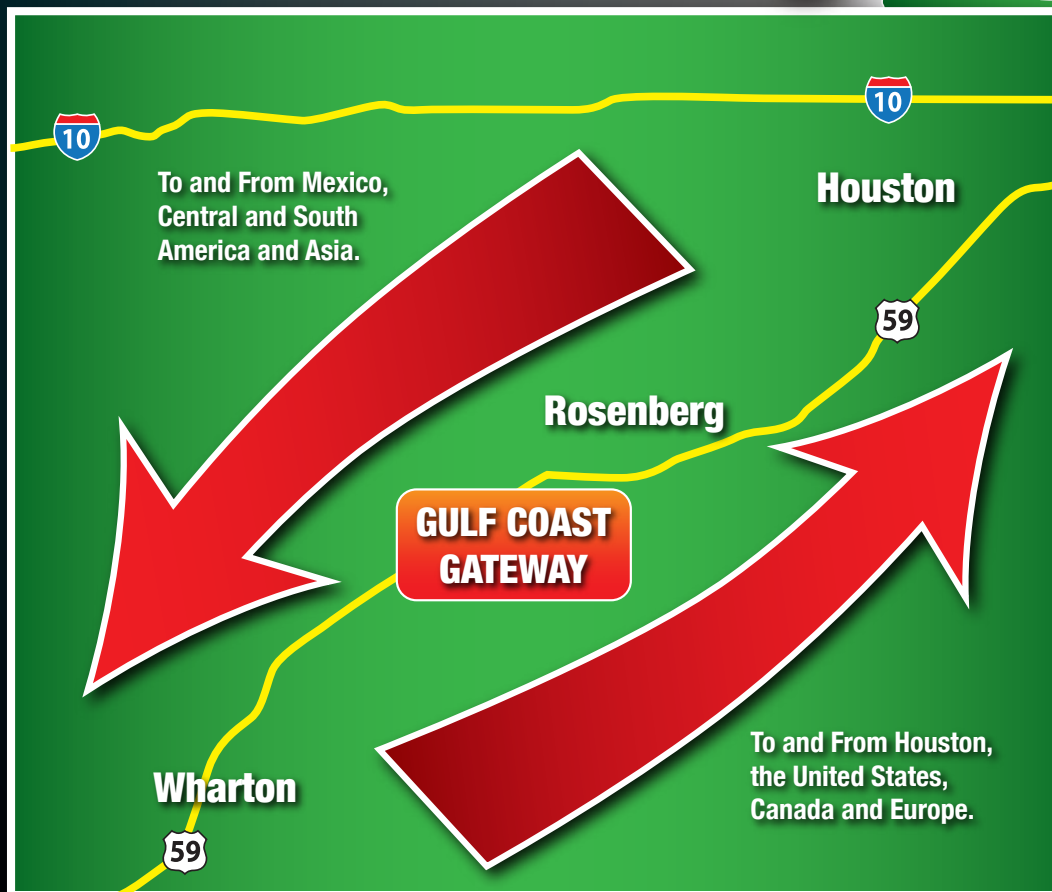 10
10
To and From Mexico,
Central and South
America and Asia.
Houston
59
Rosenberg
GULF COAST
GATEWAY
To and From Houston,
the United States,
Canada and Europe.
Wharton
59